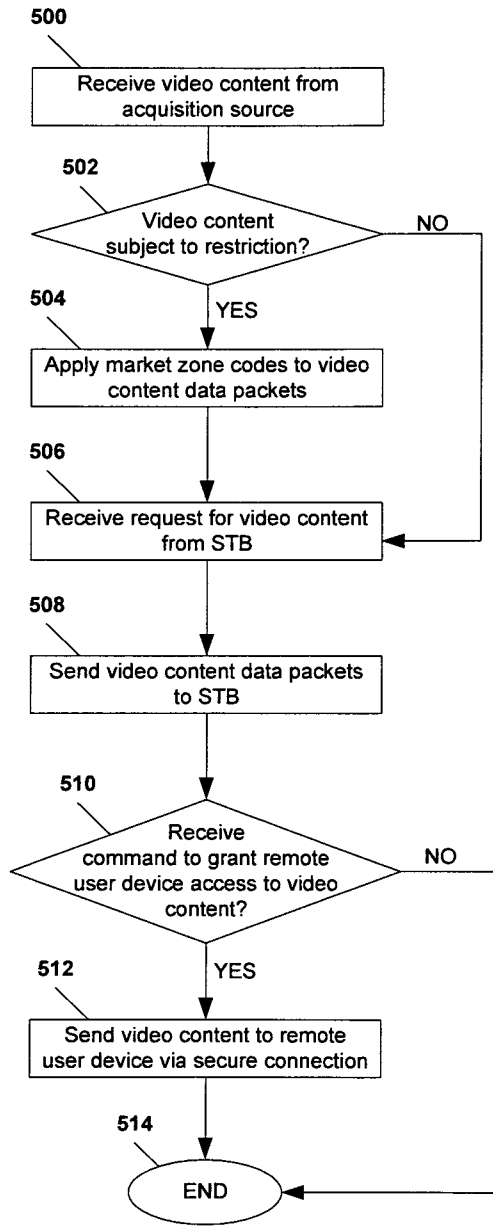 500
Receive video content from
acquisition source
502
Video content
subject to restriction?
NO
YES
504
Apply market zone codes to video
content data packets
506
Receive request for video content
from STB
508
Send video content data packets
to STB
510
Receive
command to grant remote
user device access to video
content?
NO
YES
512
Send video content to remote
user device via secure connection
514
END